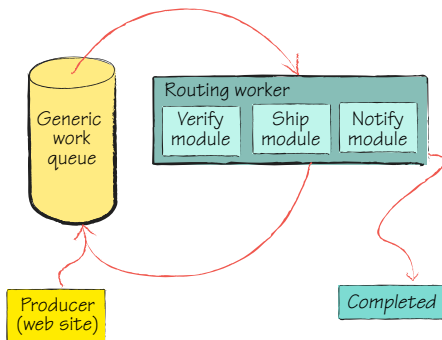 Generic
work
queue
Routing worker
Verify
module
Ship
module
Notify
module
Producer
(web site)
Completed